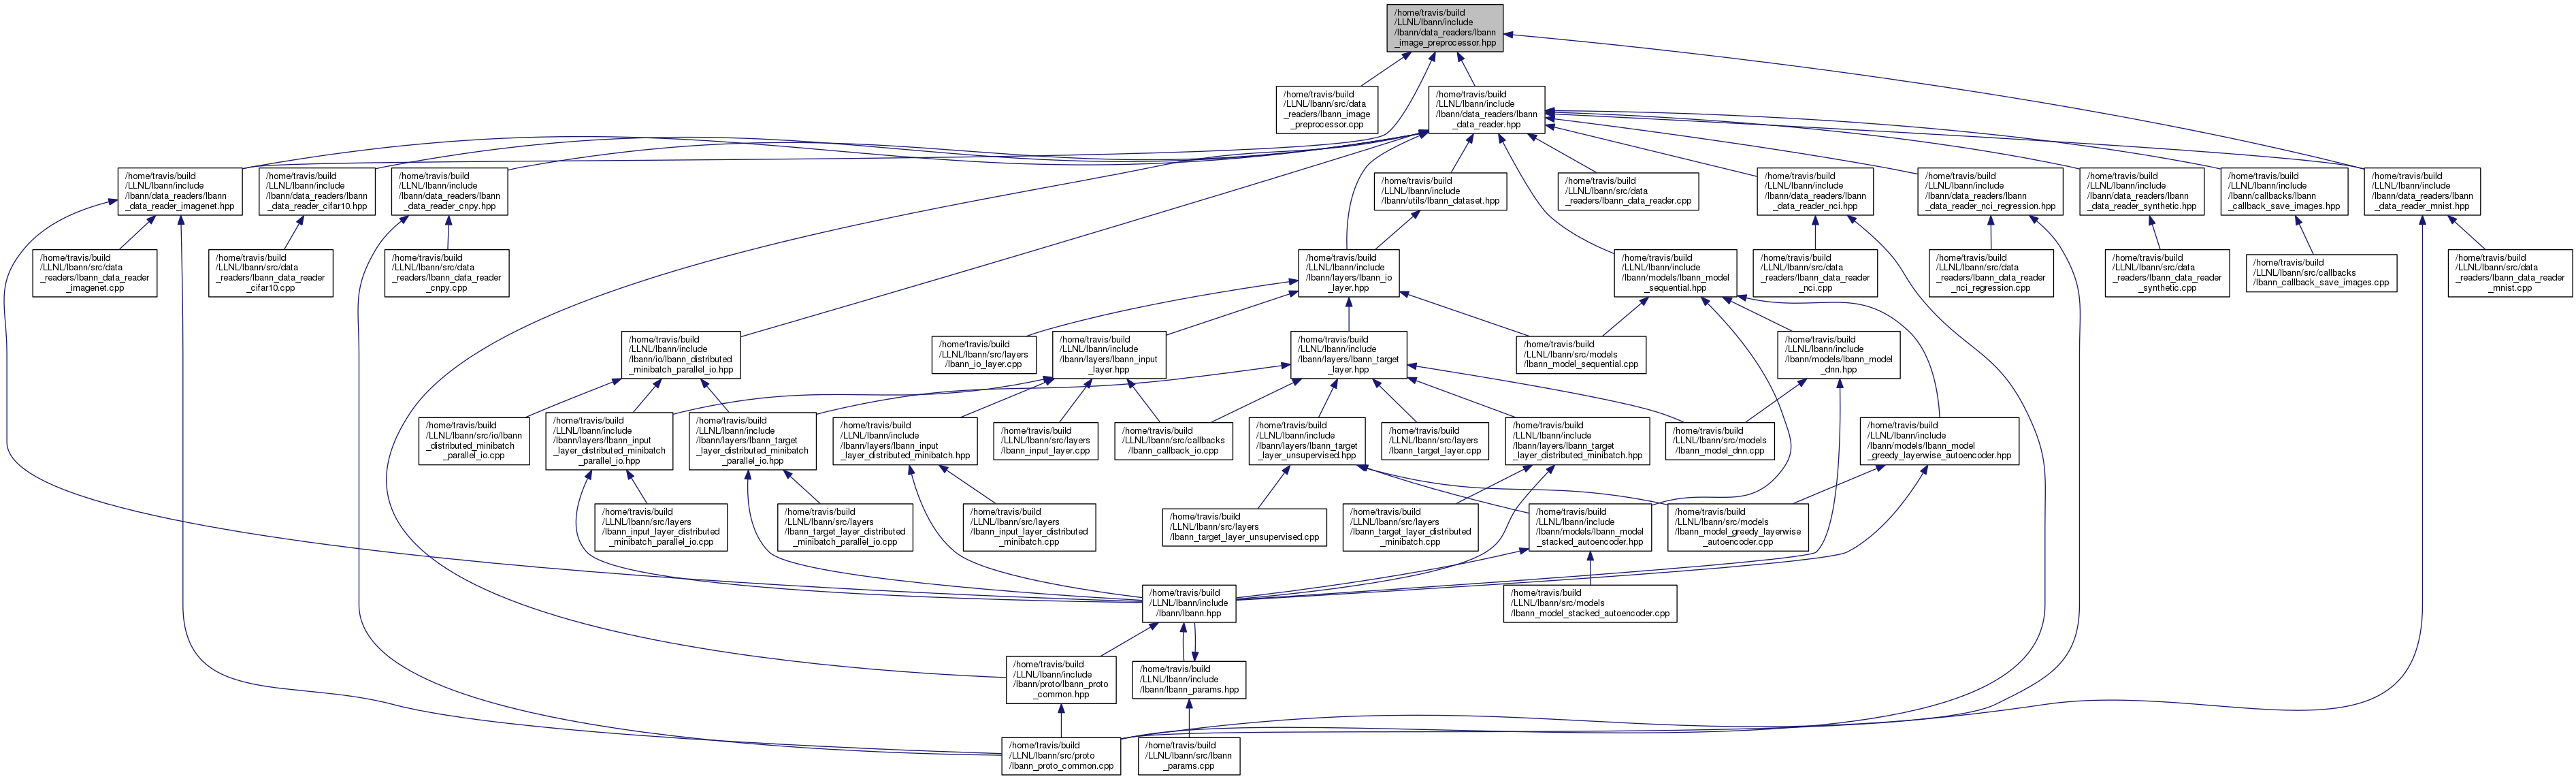 /home/travis/build
/LLNL/lbann/include
/lbann/data_readers/lbann
_image_preprocessor.hpp
/home/travis/build
/LLNL/lbann/src/data
_readers/lbann_image
_preprocessor.cpp
/home/travis/build
/LLNL/lbann/include
/lbann/data_readers/lbann
_data_reader.hpp
/home/travis/build
/LLNL/lbann/include
/lbann/data_readers/lbann
_data_reader_imagenet.hpp
/home/travis/build
/LLNL/lbann/include
/lbann/data_readers/lbann
_data_reader_cifar10.hpp
/home/travis/build
/LLNL/lbann/include
/lbann/data_readers/lbann
_data_reader_cnpy.hpp
/home/travis/build
/LLNL/lbann/include
/lbann/utils/lbann_dataset.hpp
/home/travis/build
/LLNL/lbann/src/data
_readers/lbann_data_reader.cpp
/home/travis/build
/LLNL/lbann/include
/lbann/data_readers/lbann
_data_reader_nci.hpp
/home/travis/build
/LLNL/lbann/include
/lbann/data_readers/lbann
_data_reader_nci_regression.hpp
/home/travis/build
/LLNL/lbann/include
/lbann/data_readers/lbann
_data_reader_synthetic.hpp
/home/travis/build
/LLNL/lbann/include
/lbann/callbacks/lbann
_callback_save_images.hpp
/home/travis/build
/LLNL/lbann/include
/lbann/data_readers/lbann
_data_reader_mnist.hpp
/home/travis/build
/LLNL/lbann/src/data
_readers/lbann_data_reader
_imagenet.cpp
/home/travis/build
/LLNL/lbann/src/data
_readers/lbann_data_reader
_cifar10.cpp
/home/travis/build
/LLNL/lbann/src/data
_readers/lbann_data_reader
_cnpy.cpp
/home/travis/build
/LLNL/lbann/include
/lbann/layers/lbann_io
_layer.hpp
/home/travis/build
/LLNL/lbann/include
/lbann/models/lbann_model
_sequential.hpp
/home/travis/build
/LLNL/lbann/src/data
_readers/lbann_data_reader
_nci.cpp
/home/travis/build
/LLNL/lbann/src/data
_readers/lbann_data_reader
_nci_regression.cpp
/home/travis/build
/LLNL/lbann/src/data
_readers/lbann_data_reader
_synthetic.cpp
/home/travis/build
/LLNL/lbann/src/callbacks
/lbann_callback_save_images.cpp
/home/travis/build
/LLNL/lbann/src/data
_readers/lbann_data_reader
_mnist.cpp
/home/travis/build
/LLNL/lbann/include
/lbann/io/lbann_distributed
_minibatch_parallel_io.hpp
/home/travis/build
/LLNL/lbann/src/layers
/lbann_io_layer.cpp
/home/travis/build
/LLNL/lbann/include
/lbann/layers/lbann_input
_layer.hpp
/home/travis/build
/LLNL/lbann/include
/lbann/layers/lbann_target
_layer.hpp
/home/travis/build
/LLNL/lbann/src/models
/lbann_model_sequential.cpp
/home/travis/build
/LLNL/lbann/include
/lbann/models/lbann_model
_dnn.hpp
/home/travis/build
/LLNL/lbann/src/io/lbann
_distributed_minibatch
_parallel_io.cpp
/home/travis/build
/LLNL/lbann/include
/lbann/layers/lbann_input
_layer_distributed_minibatch
_parallel_io.hpp
/home/travis/build
/LLNL/lbann/include
/lbann/layers/lbann_target
_layer_distributed_minibatch
_parallel_io.hpp
/home/travis/build
/LLNL/lbann/include
/lbann/layers/lbann_input
_layer_distributed_minibatch.hpp
/home/travis/build
/LLNL/lbann/src/layers
/lbann_input_layer.cpp
/home/travis/build
/LLNL/lbann/src/callbacks
/lbann_callback_io.cpp
/home/travis/build
/LLNL/lbann/include
/lbann/layers/lbann_target
_layer_unsupervised.hpp
/home/travis/build
/LLNL/lbann/src/layers
/lbann_target_layer.cpp
/home/travis/build
/LLNL/lbann/include
/lbann/layers/lbann_target
_layer_distributed_minibatch.hpp
/home/travis/build
/LLNL/lbann/src/models
/lbann_model_dnn.cpp
/home/travis/build
/LLNL/lbann/include
/lbann/models/lbann_model
_greedy_layerwise_autoencoder.hpp
/home/travis/build
/LLNL/lbann/src/layers
/lbann_input_layer_distributed
_minibatch_parallel_io.cpp
/home/travis/build
/LLNL/lbann/src/layers
/lbann_target_layer_distributed
_minibatch_parallel_io.cpp
/home/travis/build
/LLNL/lbann/src/layers
/lbann_input_layer_distributed
_minibatch.cpp
/home/travis/build
/LLNL/lbann/src/layers
/lbann_target_layer_unsupervised.cpp
/home/travis/build
/LLNL/lbann/src/layers
/lbann_target_layer_distributed
_minibatch.cpp
/home/travis/build
/LLNL/lbann/include
/lbann/models/lbann_model
_stacked_autoencoder.hpp
/home/travis/build
/LLNL/lbann/src/models
/lbann_model_greedy_layerwise
_autoencoder.cpp
/home/travis/build
/LLNL/lbann/include
/lbann/lbann.hpp
/home/travis/build
/LLNL/lbann/src/models
/lbann_model_stacked_autoencoder.cpp
/home/travis/build
/LLNL/lbann/include
/lbann/proto/lbann_proto
_common.hpp
/home/travis/build
/LLNL/lbann/include
/lbann/lbann_params.hpp
/home/travis/build
/LLNL/lbann/src/proto
/lbann_proto_common.cpp
/home/travis/build
/LLNL/lbann/src/lbann
_params.cpp